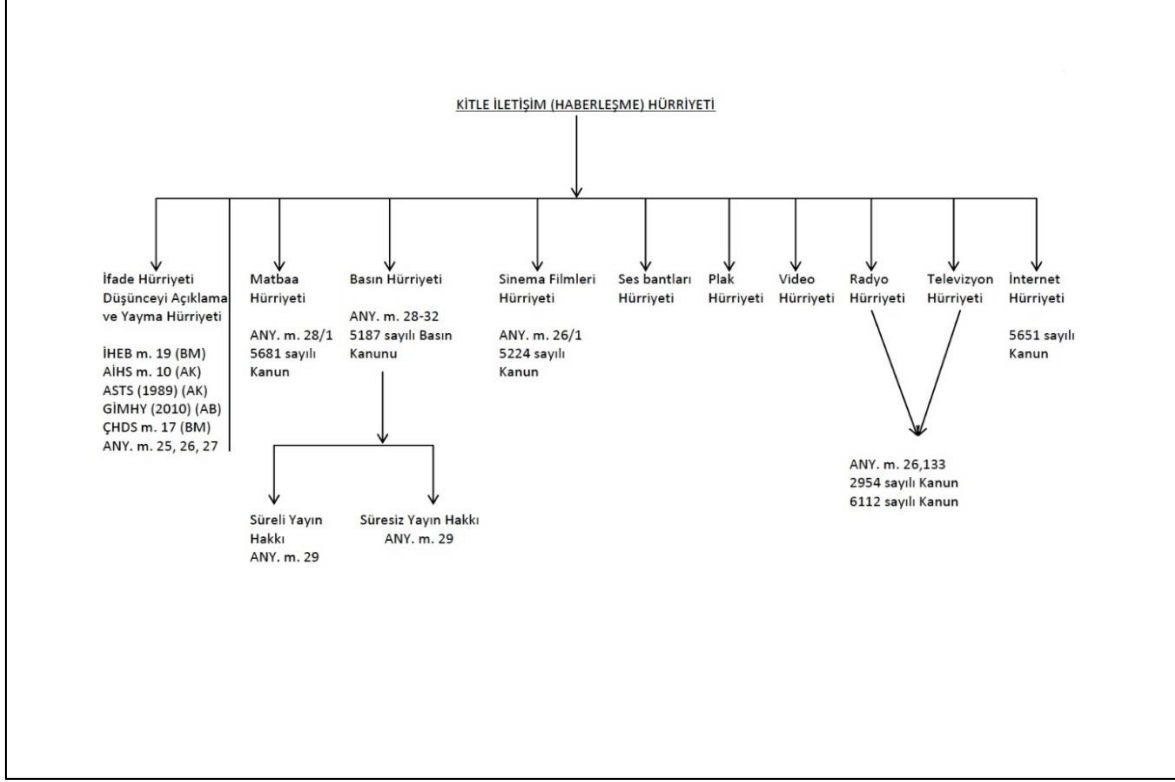 KİTLE İLETİŞİM (HABERLEŞME) HÜRRİYETİ
İfade Hürriyeti
Düşünceyi Açıklama
ve Yayma Hürriyeti
İHEB m. 19 (BM)
AİHS m. 10 (AK)
ASTS (1989) (AK)
GİMHY (2010) (AB)
ÇHDS m. 17 (BM)
ANY. m. 25, 26, 27
Matbaa
Hürriyeti
ANY. m. 28/1
5681 sayılı
Kanun
Basın Hürriyeti
ANY. m. 28-32
5187 sayılı Basın
Kanunu
Süreli Yayın
Hakkı
ANY. m. 29
Süresiz Yayın Hakkı
ANY. m. 29
Sinema Filmleri
Hürriyeti
ANY. m. 26/1
5224 sayılı
Kanun
Ses bantları
Hürriyeti
Plak
Hürriyeti
Video
Hürriyeti
Radyo
Hürriyeti
Televizyon
Hürriyeti
ANY. m. 26,133
2954 sayılı Kanun
6112 sayılı Kanun
İnternet
Hürriyeti
5651 sayılı
Kanun